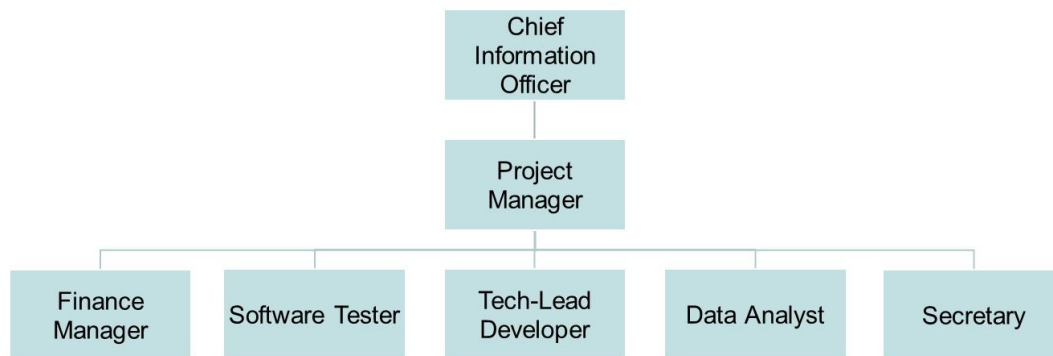 Chief
Information
Officer
Project
Manager
Finance
Manager
Software Tester
Tech-Lead
Developer
Data Analyst
Secretary